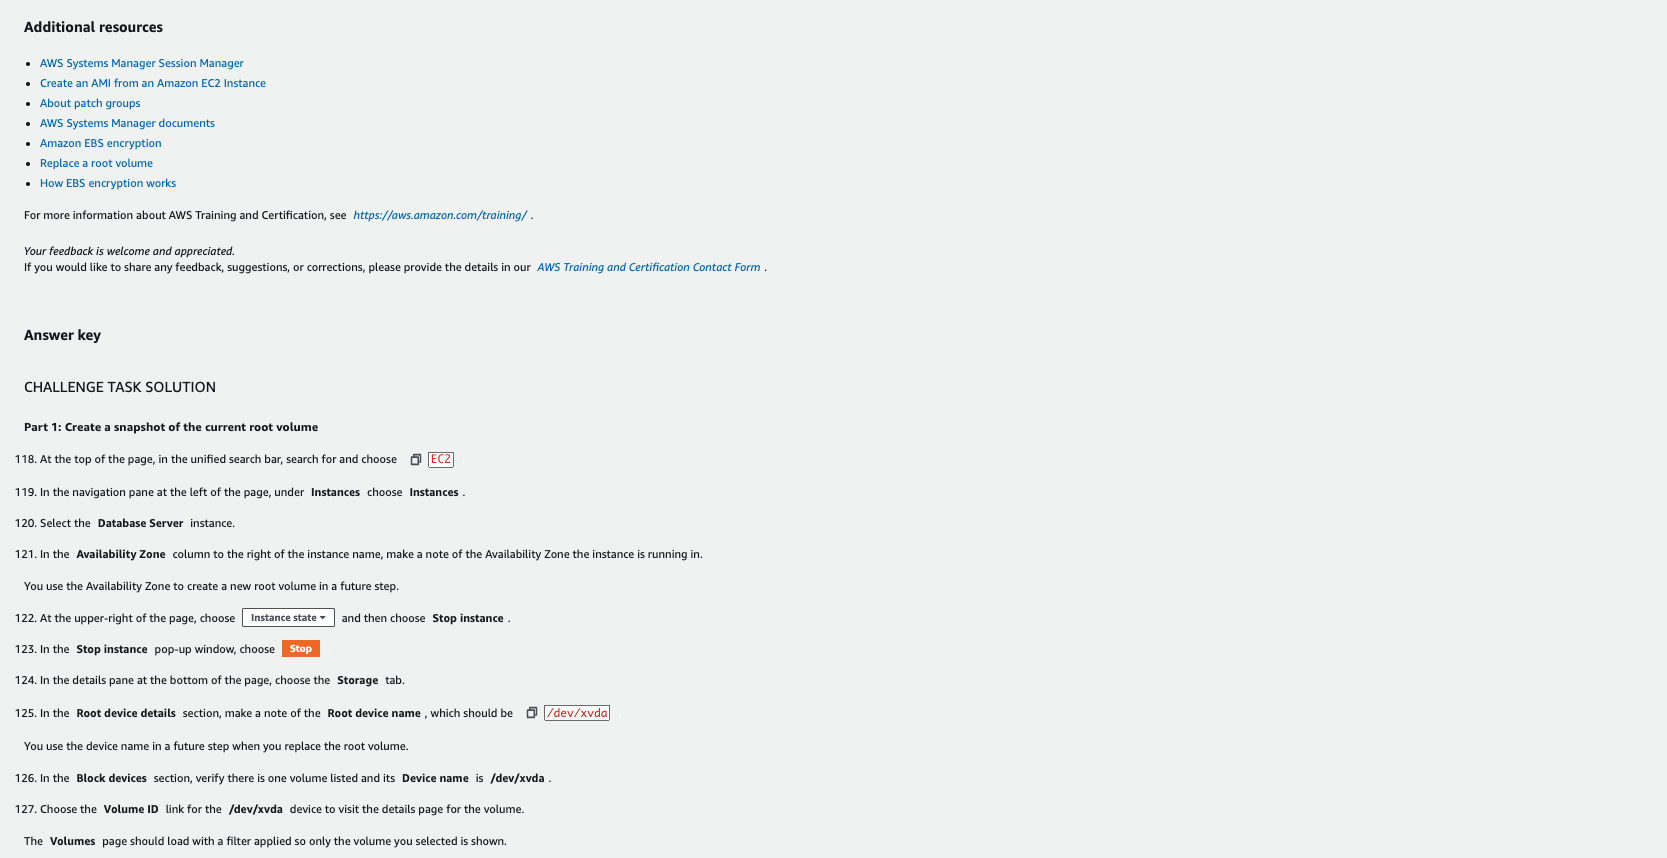 Additional resources
AWS Systems Manager Session Manager
Create an AMI from an Amazon EC2 Instance
About patch groups
AWS Systems Manager documents
Amazon EBS encryption
Replace a root volume
How EBS encryption works
For more information about AWS Training and Certification, see https://aws.amazon.com/training/ .
Your feedback is welcome and appreciated.
If you would like to share any feedback, suggestions, or corrections, please provide the details in our AWS Training and Certification Contact Form .
Answer key
CHALLENGE TASK SOLUTION
Part 1: Create a snapshot of the current root volume
118. At the top of the page, in the unified search bar, search for and choose EC2
119. In the navigation pane at the left of the page, under Instances choose Instances .
120. Select the Database Server instance.
121. In the Availability Zone column to the right of the instance name, make a note of the Availability Zone the instance is running in.
You use the Availability Zone to create a new root volume in a future step.
122. At the upper-right of the page, choose Instance state and then choose Stop instance .
123. In the Stop instance pop-up window, choose Stop
124. In the details pane at the bottom of the page, choose the Storage tab.
125. In the Root device details section, make a note of the Root device name , which should be /dev/xvda
You use the device name in a future step when you replace the root volume.
126. In the Block devices section, verify there is one volume listed and its Device name is /dev/xvda .
127. Choose the Volume ID link for the /dev/xvda device to visit the details page for the volume.
The Volumes page should load with a filter applied so only the volume you selected is shown.